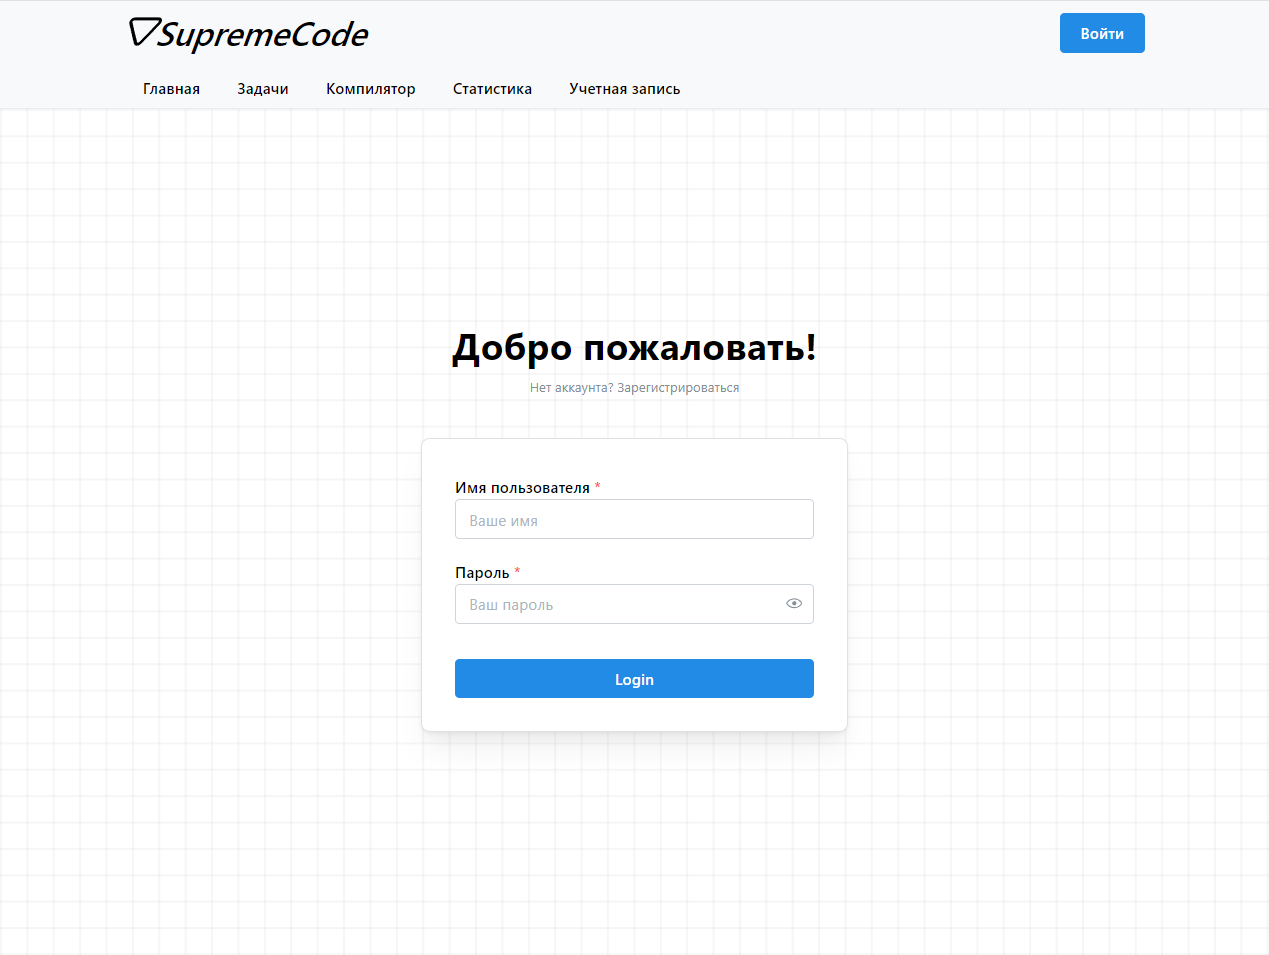 SupremeCode
Войти
Главная Задачи Компилятор Статистика Учетная запись
Добро пожаловать!
Нет аккаунта? Зарегистрироваться
Имя пользователя *
Ваше имя
Пароль *
Ваш пароль
Login